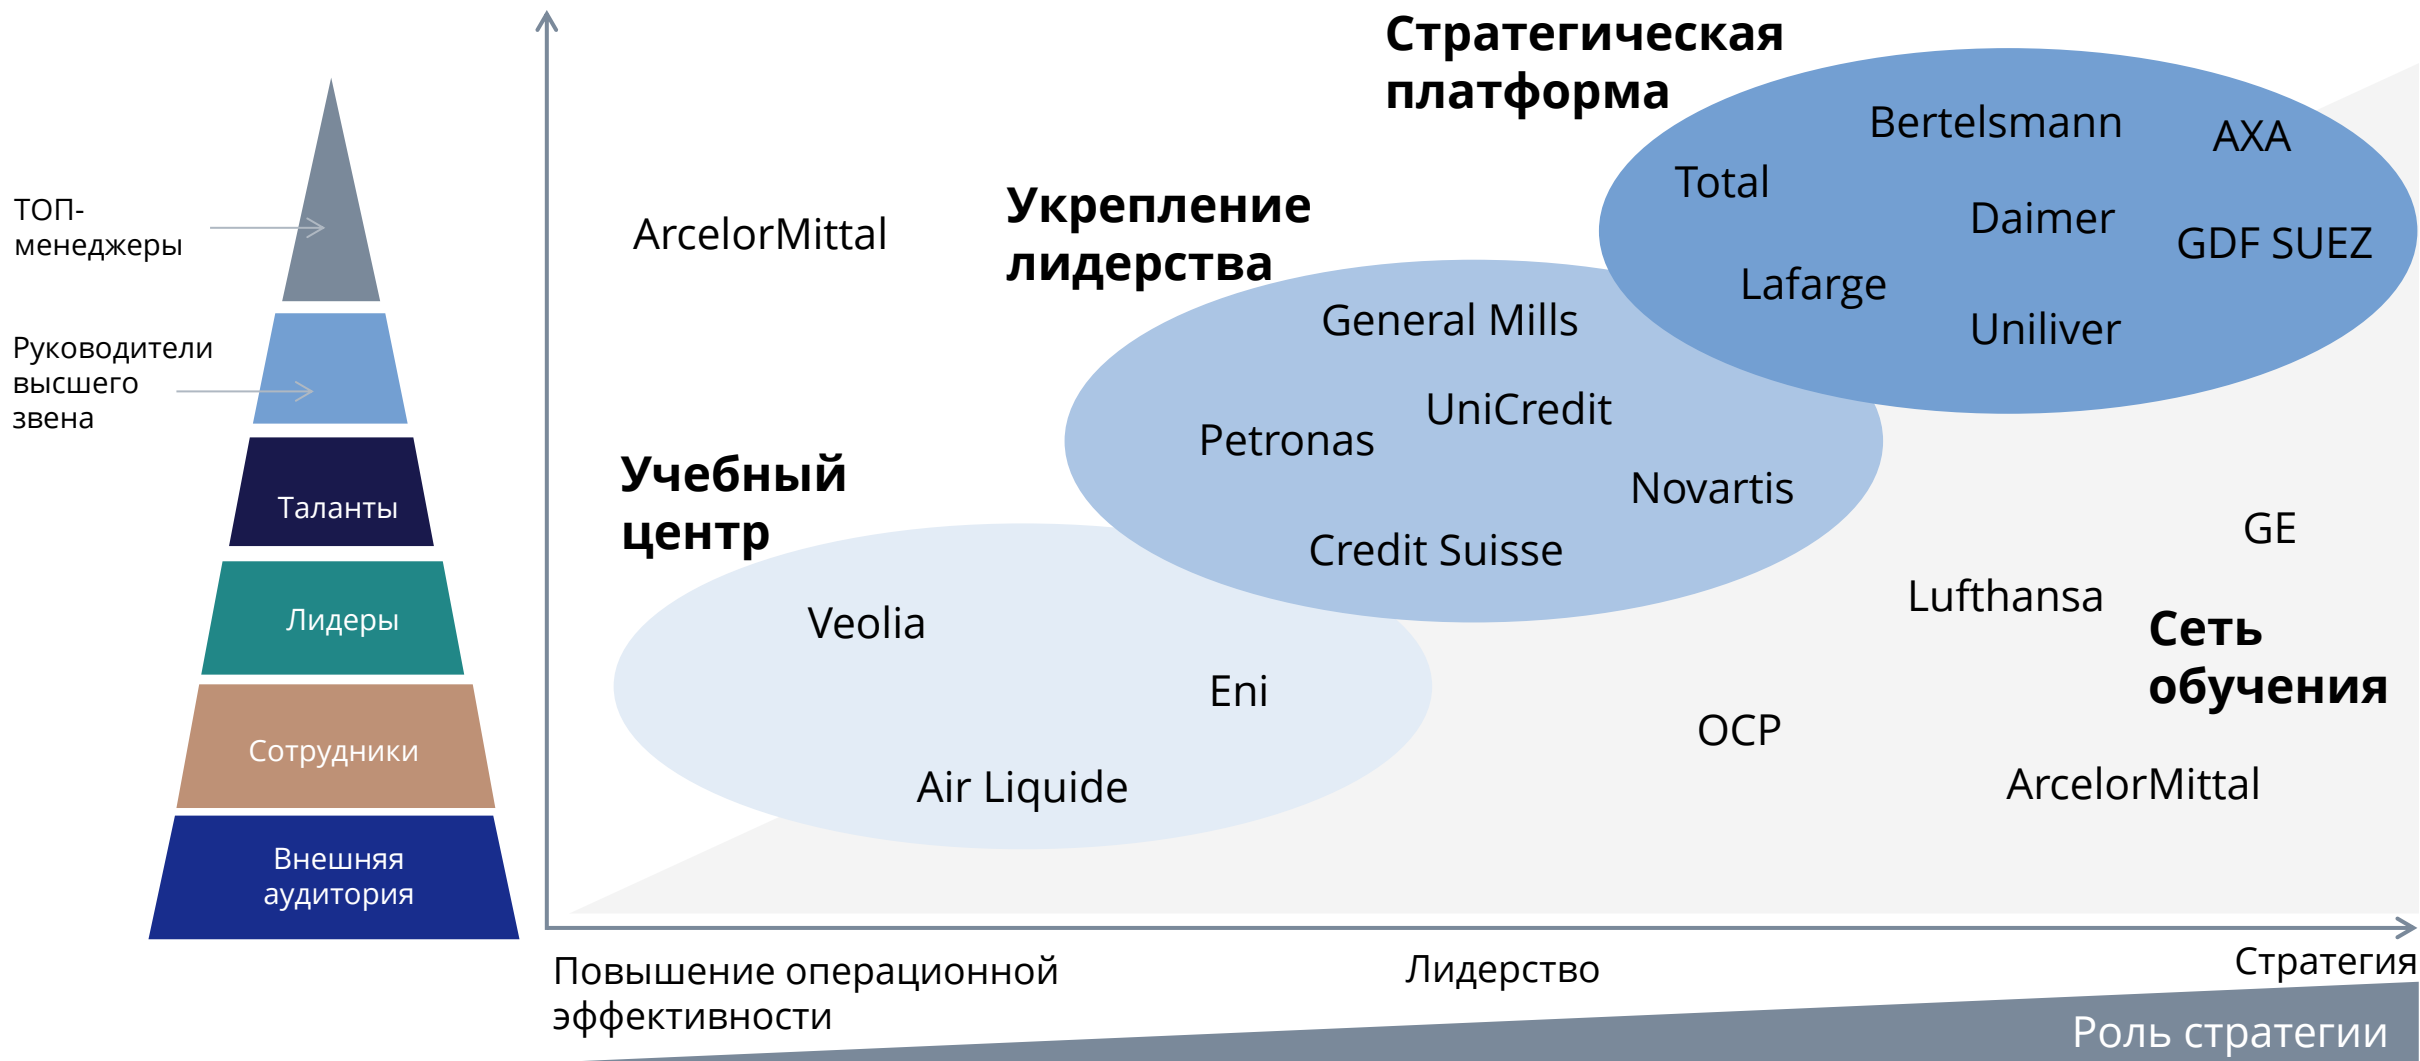 ТОП-
менеджеры
Руководители
высшего
звена
Таланты
Лидеры
Сотрудники
Внешняя
аудитория
Стратегическая
платформа
Bertelsmann
AXA
Total
Daimer
GDF SUEZ
Lafarge
Uniliver
ArcelorMittal
Укрепление
лидерства
General Mills
UniCredit
Petronas
Novartis
Credit Suisse
Учебный
центр
Veolia
Eni
Air Liquide
GE
Lufthansa
Сеть
обучения
OCP
ArcelorMittal
Повышение операционной
эффективности
Лидерство
Стратегия
Роль стратегии